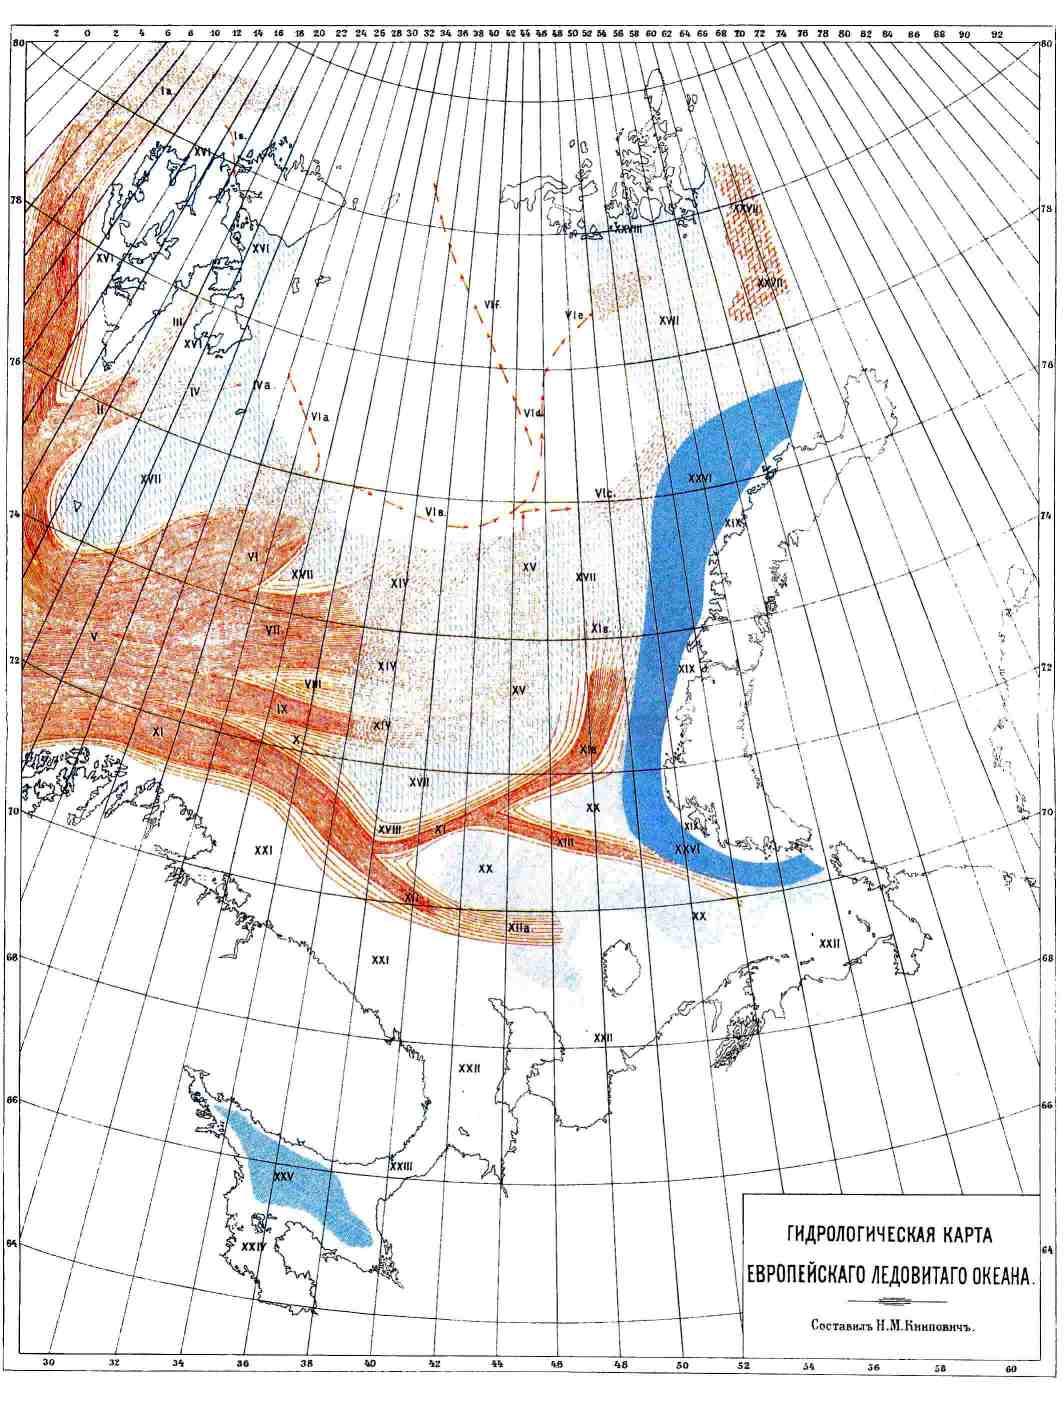 2 0 2 4 6 8 10 12 14 16 18 20 22 24 26 28 30 32 34 36 38 40 42 44 46 48 50 52 54 56 58 60 62 64 66 68 70 72 74 76 78 80 82 84 86 88 90 92
80 80
Ia.
Ia.
XVI
78 78
XXVII
XXVIII
XVI
XVI
I
XXVII
VIf.
VIe.
III
XVII
XVI
76
IV IVa.
II
VIa VId.
XVII XXVI
VIc.
VIb.
74 74
XIX
VI
XV
XVII XIV XVII
XIb.
V VII.
72 72
XIV XIX
VIII
XV
IX
XIV
XI X.
XIa
XVII
70 XX 70
XVIII XI XIX
XXI XIII XXVI
XX
XII
XX
XIIa.
XXII
68 XXI 68
XXII
XXII
66 66
XXIII
XXV
64 XXIV 64
ГИДРОЛОГИЧЕСКАЯ КАРТА
ЕВРОПЕЙСКАГО ЛЕДОВИТАГО ОКЕАНА.
Составилъ Н.М.Книповичъ.
30 32 34 36 38 40 42 44 46 48 50 52 54 56 58 60